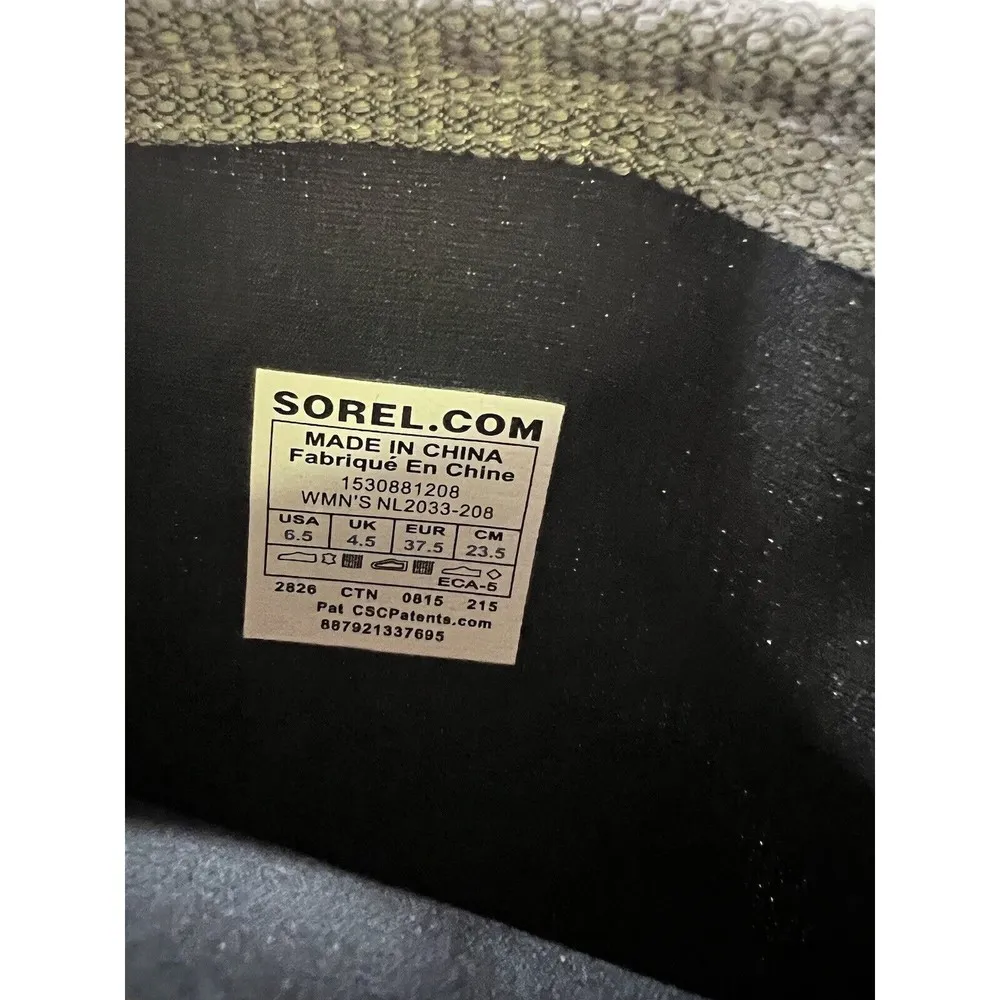 SOREL.COM
MADE IN CHINA
Fabriqué En Chine
1530881208
WMN'S NL2033-208
USA UK EUR CM
6.5 4.5 37.5 23.5
ECA-5
2826 CTN 0815 215
Pat CSCPatents.com
887921337695